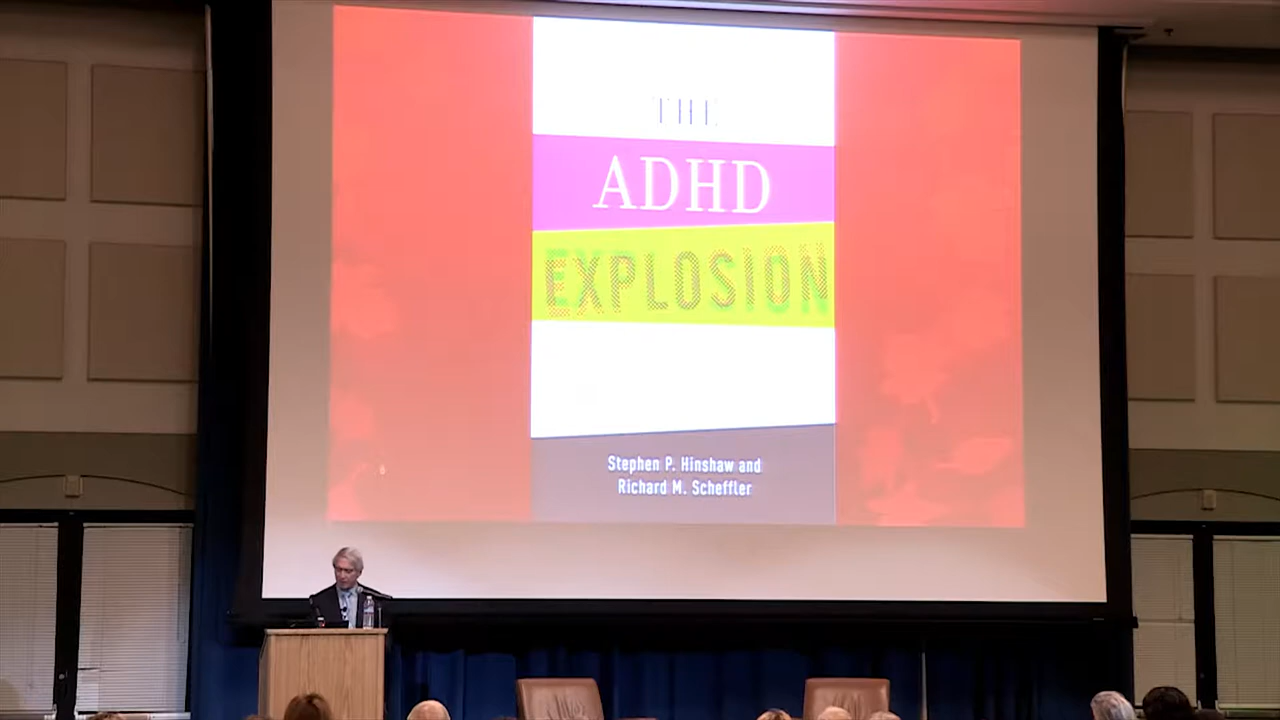 THE
ADHD
EXPLOSION
Stephen P. Hinshaw and
Richard M. Scheffler